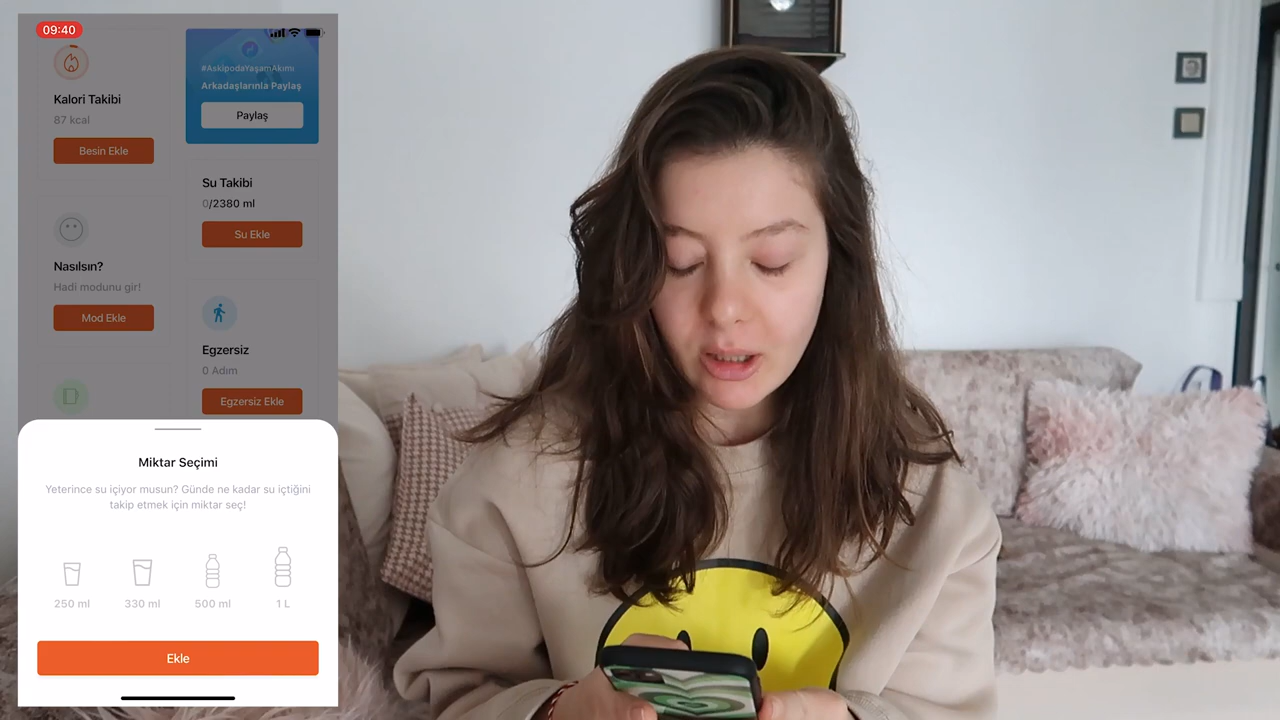 09:40
Kalori Takibi
87 kcal
Besin Ekle
#AskipodaYaşamAkımı
Arkadaşlarınla Paylaş
Paylaş
Su Takibi
0/2380 ml
Su Ekle
Nasılsın?
Hadi modunu gir!
Mod Ekle
Egzersiz
0 Adım
Egzersiz Ekle
Miktar Seçimi
Yeterince su içiyor musun? Günde ne kadar su içtiğini
takip etmek için miktar seç!
250 ml
330 ml
500 ml
1 L
Ekle